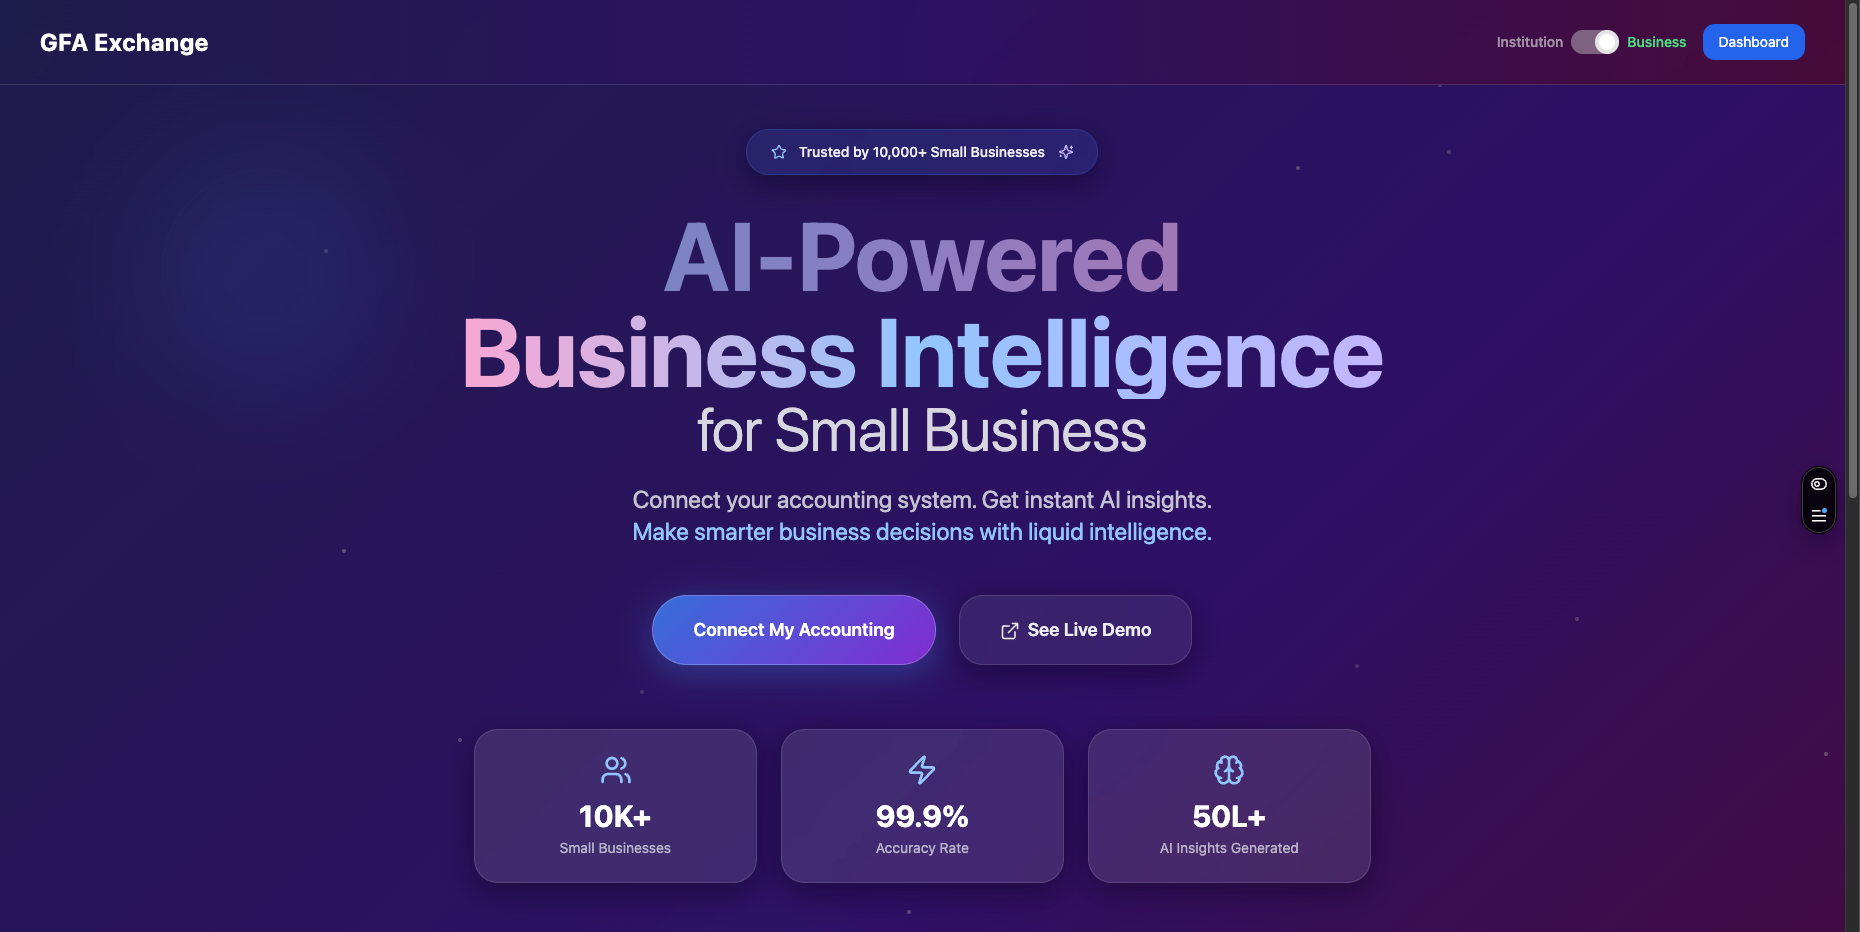 GFA Exchange
Institution
Business
Dashboard
Trusted by 10,000+ Small Businesses
AI-Powered
Business Intelligence
for Small Business
Connect your accounting system. Get instant AI insights.
Make smarter business decisions with liquid intelligence.
Connect My Accounting
See Live Demo
10K+
Small Businesses
99.9%
Accuracy Rate
50L+
AI Insights Generated